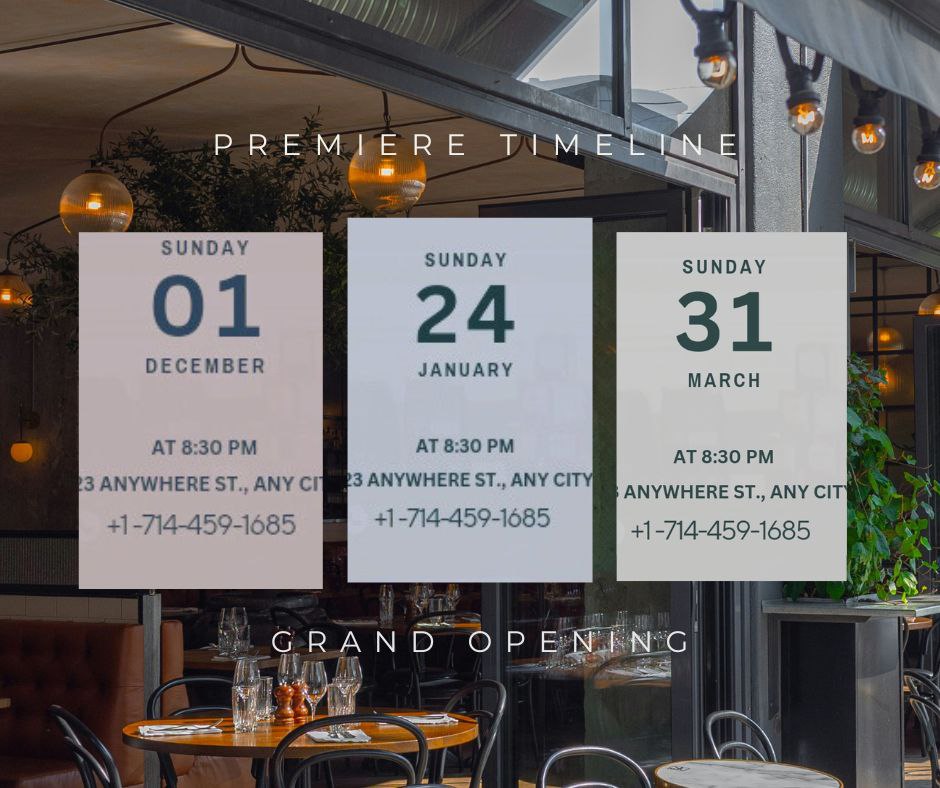 PREMIERE TIMELINE
SUNDAY
01
DECEMBER
AT 8:30 PM
23 ANYWHERE ST., ANY CIT
+1-714-459-1685
SUNDAY
24
JANUARY
AT 8:30 PM
23 ANYWHERE ST., ANY CITY
+1-714-459-1685
SUNDAY
31
MARCH
AT 8:30 PM
ANYWHERE ST., ANY CITY
+1-714-459-1685
GRAND OPENING